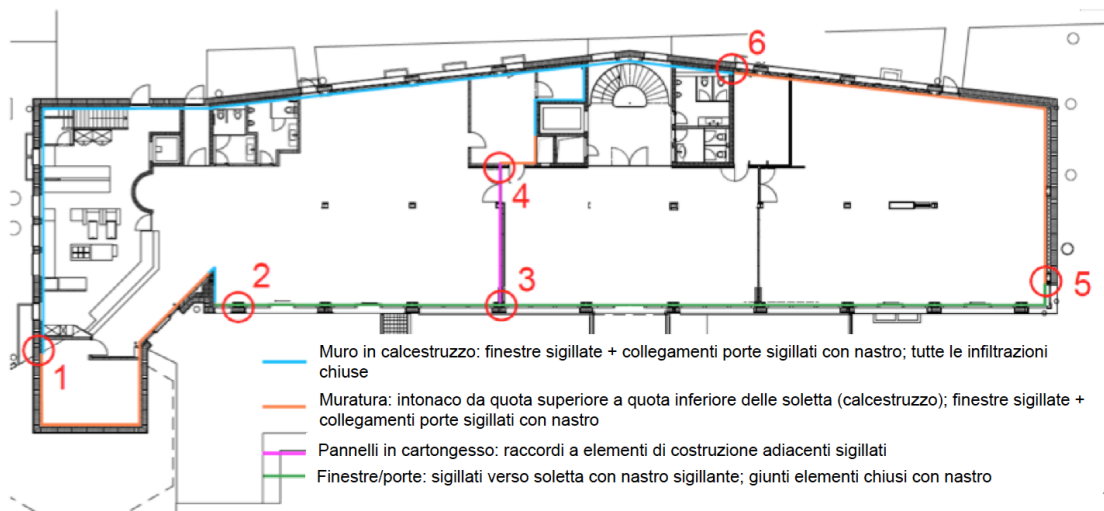 6
2
3
4
5
1
Muro in calcestruzzo: finestre sigillate + collegamenti porte sigillati con nastro; tutte le infiltrazioni
chiuse
Muratura: intonaco da quota superiore a quota inferiore delle soletta (calcestruzzo); finestre sigillate +
collegamenti porte sigillati con nastro
Pannelli in cartongesso: raccordi a elementi di costruzione adiacenti sigillati
Finestre/porte: sigillati verso soletta con nastro sigillante; giunti elementi chiusi con nastro